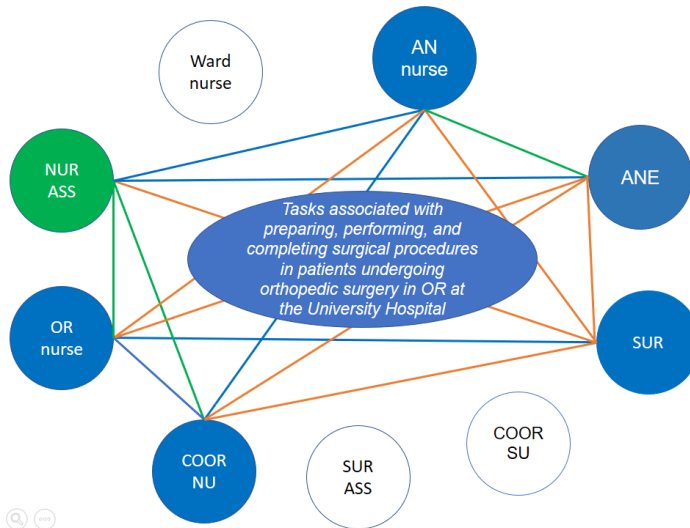 Ward
nurse
AN
nurse
NUR
ASS
ANE
Tasks associated with
preparing, performing, and
completing surgical procedures
in patients undergoing
orthopedic surgery in OR at
the University Hospital
OR
nurse
SUR
COOR
NU
SUR
ASS
COOR
SU